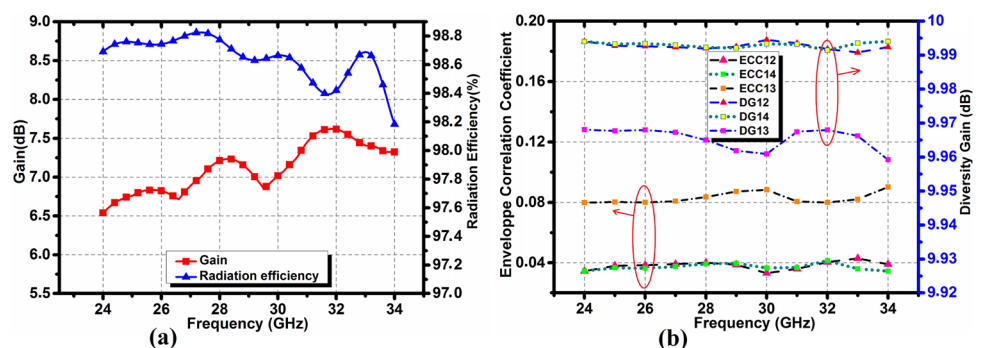 9.0
8.5
8.0
7.5
7.0
6.5
6.0
5.5
Gain(dB)
98.8
98.6
98.4
98.2
98.0
97.8
97.6
97.4
97.2
97.0
Radiation Efficiency(%)
Gain
Radiation efficiency
24 26 28 30 32 34
Frequency (GHz)
(a)
0.20
0.16
0.12
0.08
0.04
Enveloppe Correlation Coefficient
10
9.99
9.98
9.97
9.96
9.95
9.94
9.93
9.92
Diversity Gain (dB)
ECC12
ECC14
ECC13
DG12
DG14
DG13
24 26 28 30 32 34
Frequency (GHz)
(b)